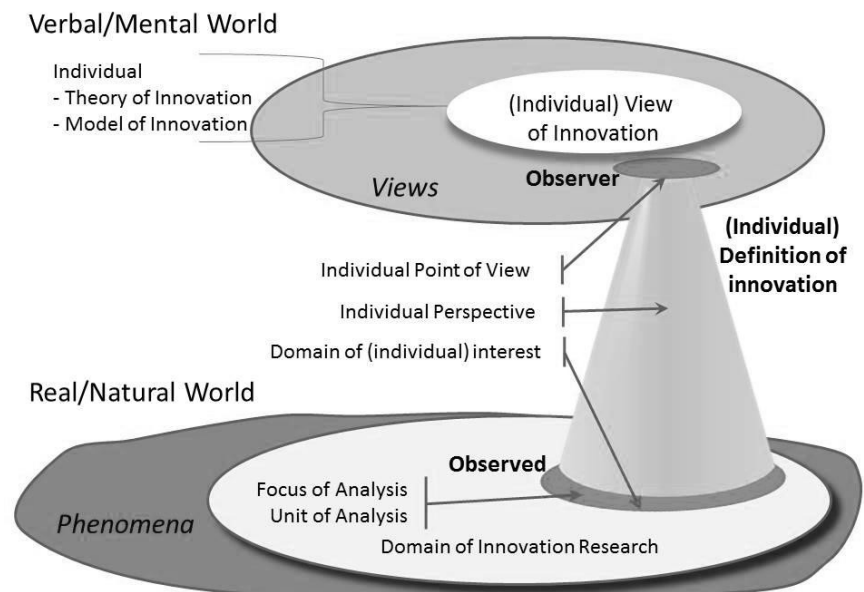 Verbal/Mental World
Individual
- Theory of Innovation
- Model of Innovation
(Individual) View
of Innovation
Views
Observer
(Individual)
Definition of
innovation
Individual Point of View
Individual Perspective
Domain of (individual) interest
Real/Natural World
Observed
Focus of Analysis
Unit of Analysis
Phenomena
Domain of Innovation Research